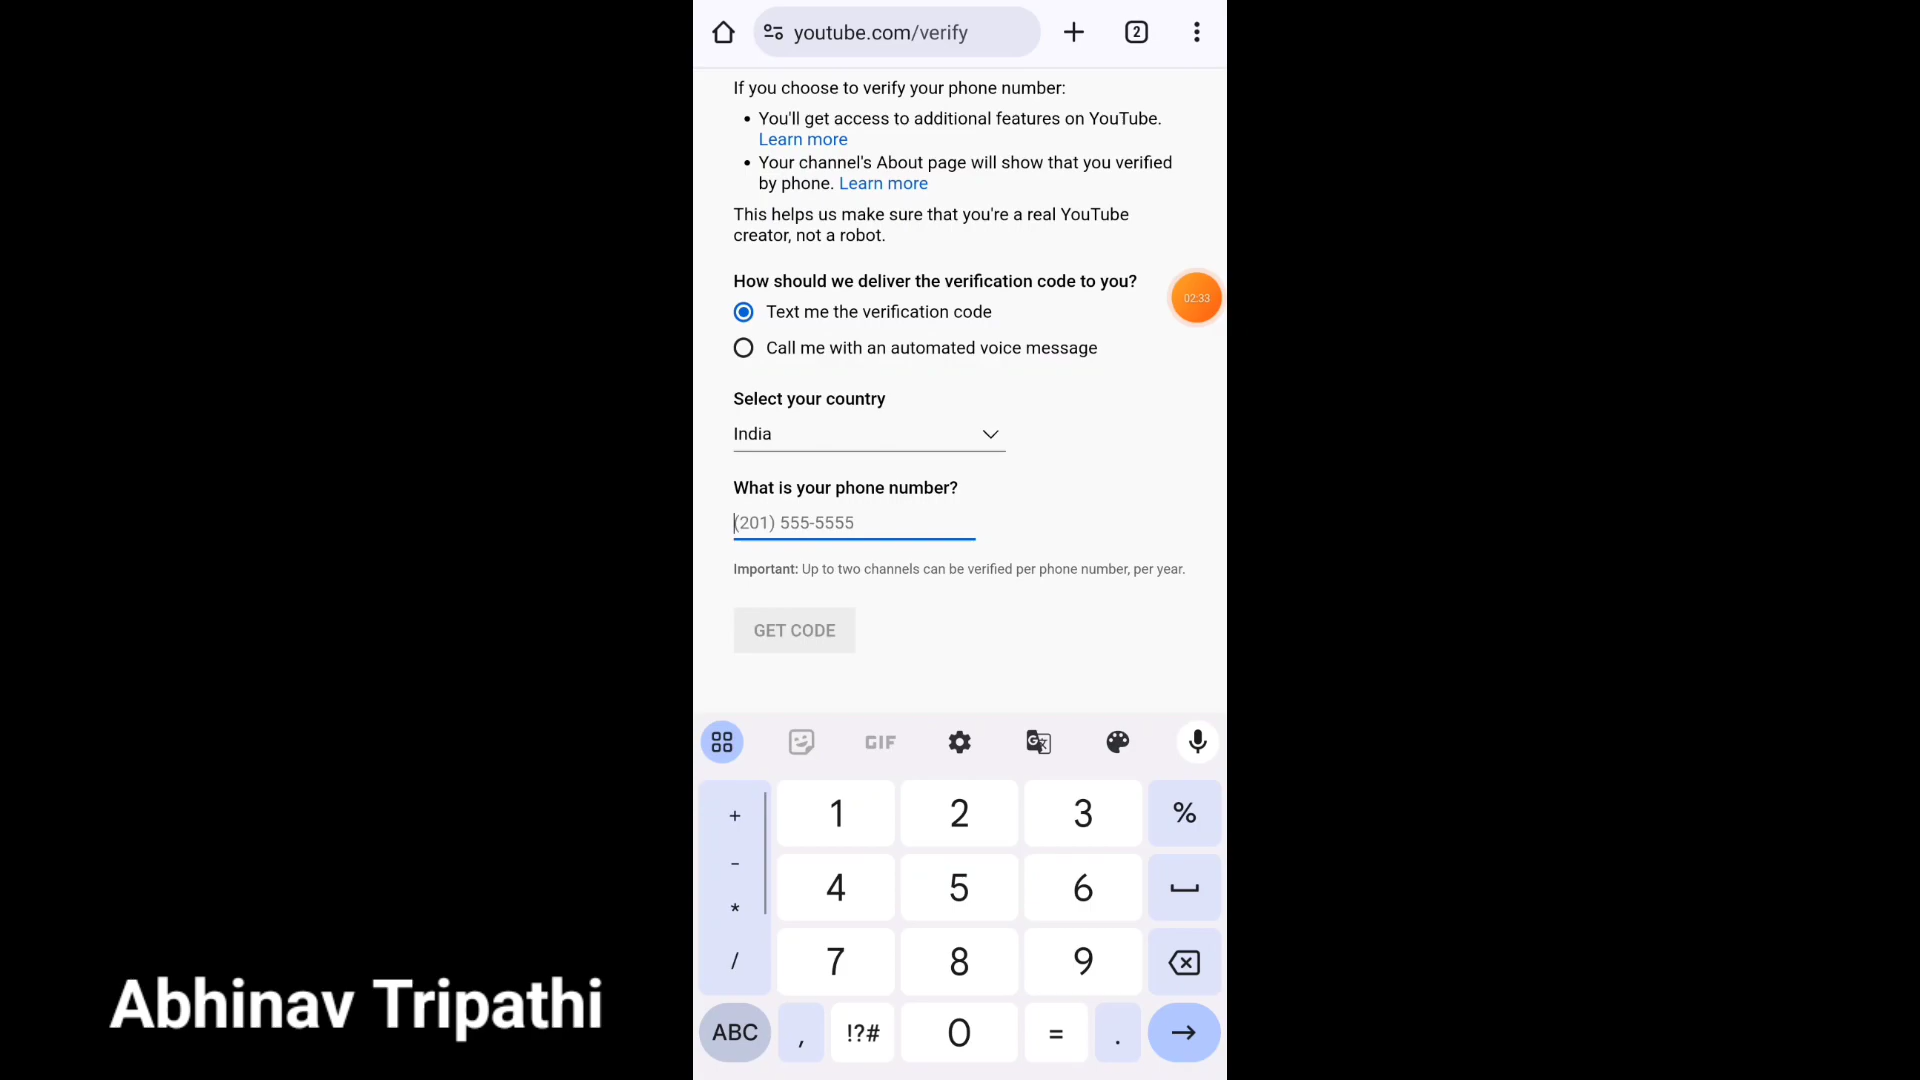 2
youtube.com/verify
If you choose to verify your phone number:
• You'll get access to additional features on YouTube.
Learn more
• Your channel's About page will show that you verified
by phone. Learn more
This helps us make sure that you're a real YouTube
creator, not a robot.
How should we deliver the verification code to you?
02:33
Text me the verification code
Call me with an automated voice message
Select your country
India
What is your phone number?
(201) 555-5555
Important: Up to two channels can be verified per phone number, per year.
GET CODE
GIF
+ 1 2 3 %
- 4 5 6
*
/ 7 8 9
ABC , !?# 0 = .
Abhinav Tripathi